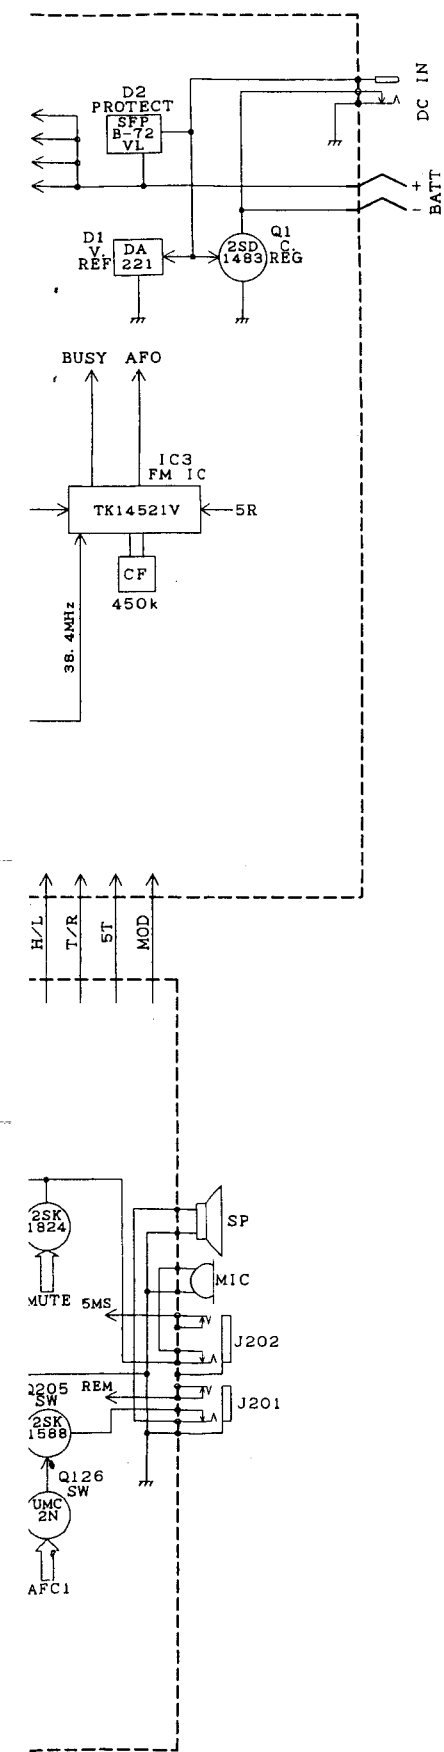 DC IN
D2
PROTECT
SFP
B-72
VL
+
-
BATT
D1
V.
REF
DA
221
2SD
1483
Q1
C.
REG
BUSY
AFO
IC3
FM IC
TK14521V
5R
CF
450k
38.4MHz
H/L
T/R
5T
MOD
2SK
1824
SP
MUTE
5MS
MIC
J202
Q205
SW
REM
2SK
1588
J201
Q126
SW
UMC
2N
AFC1